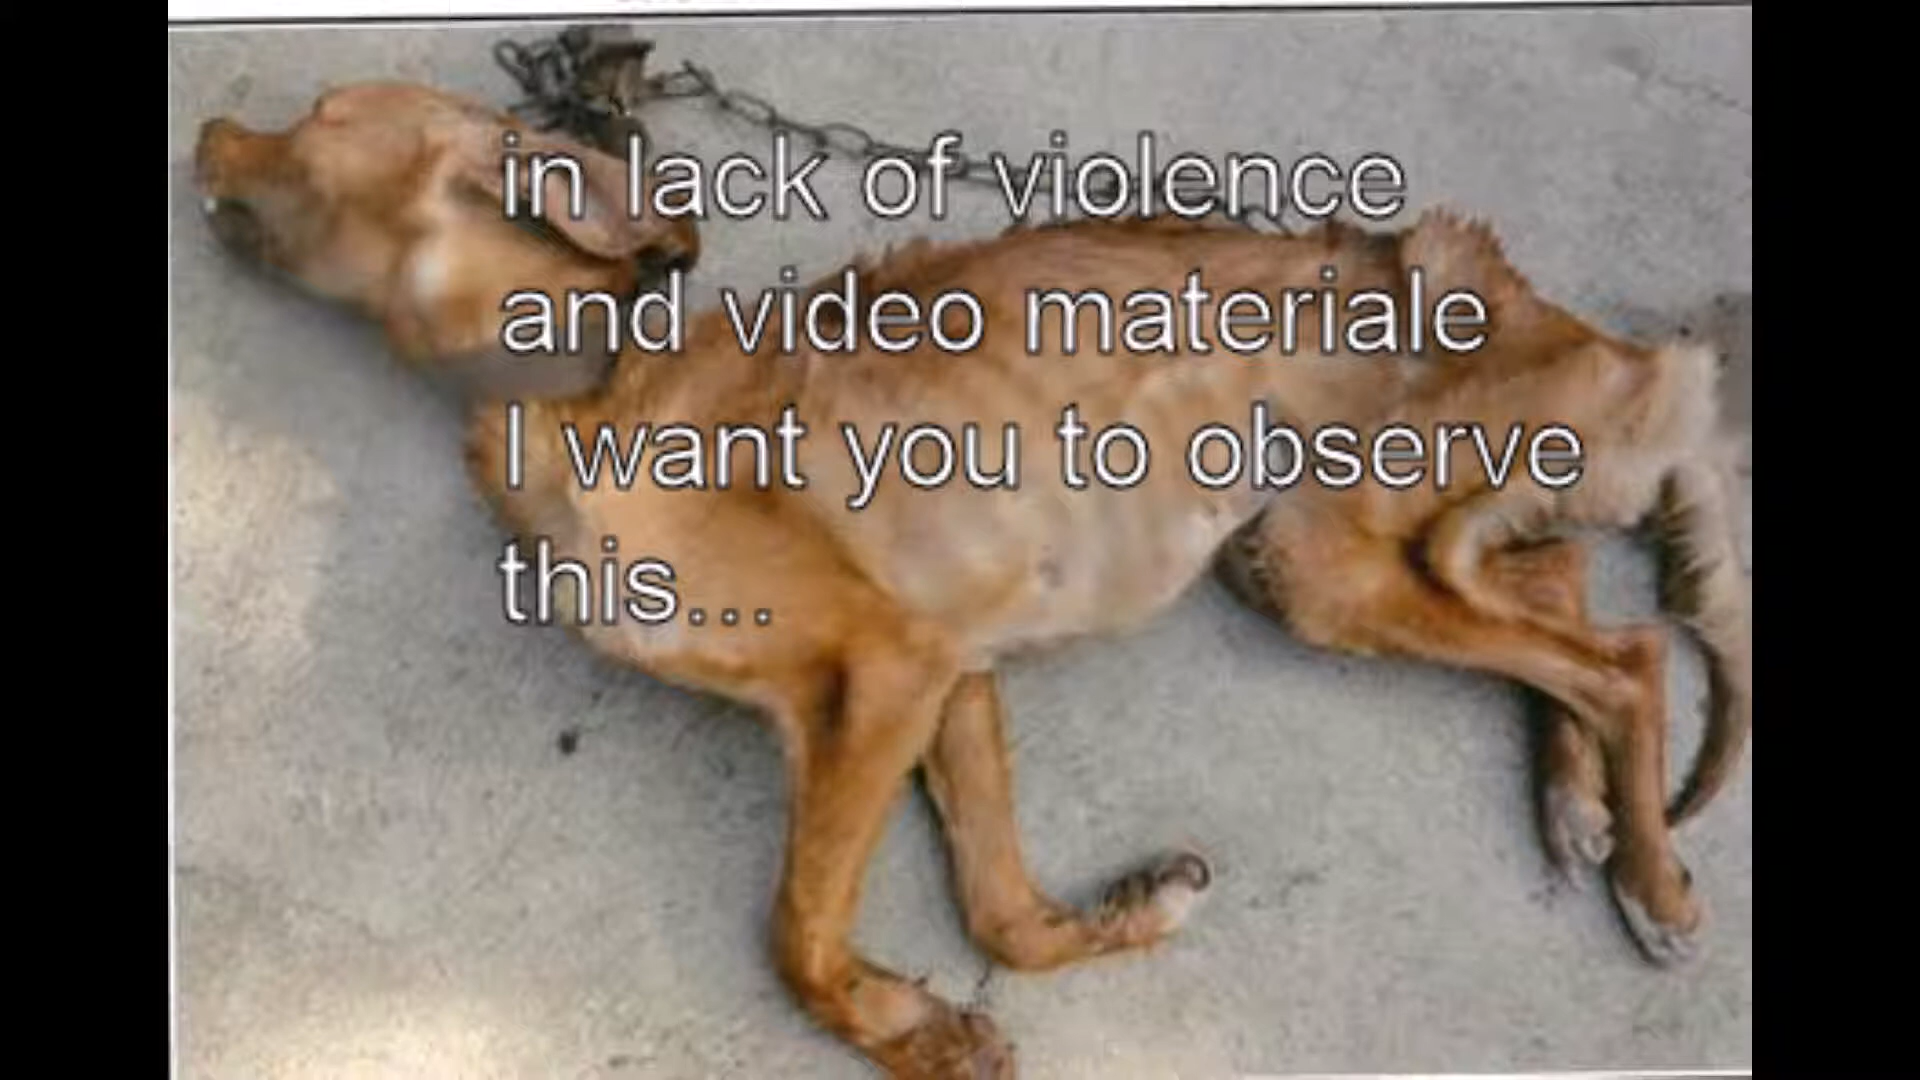 in lack of violence
and video materiale
I want you to observe
this...